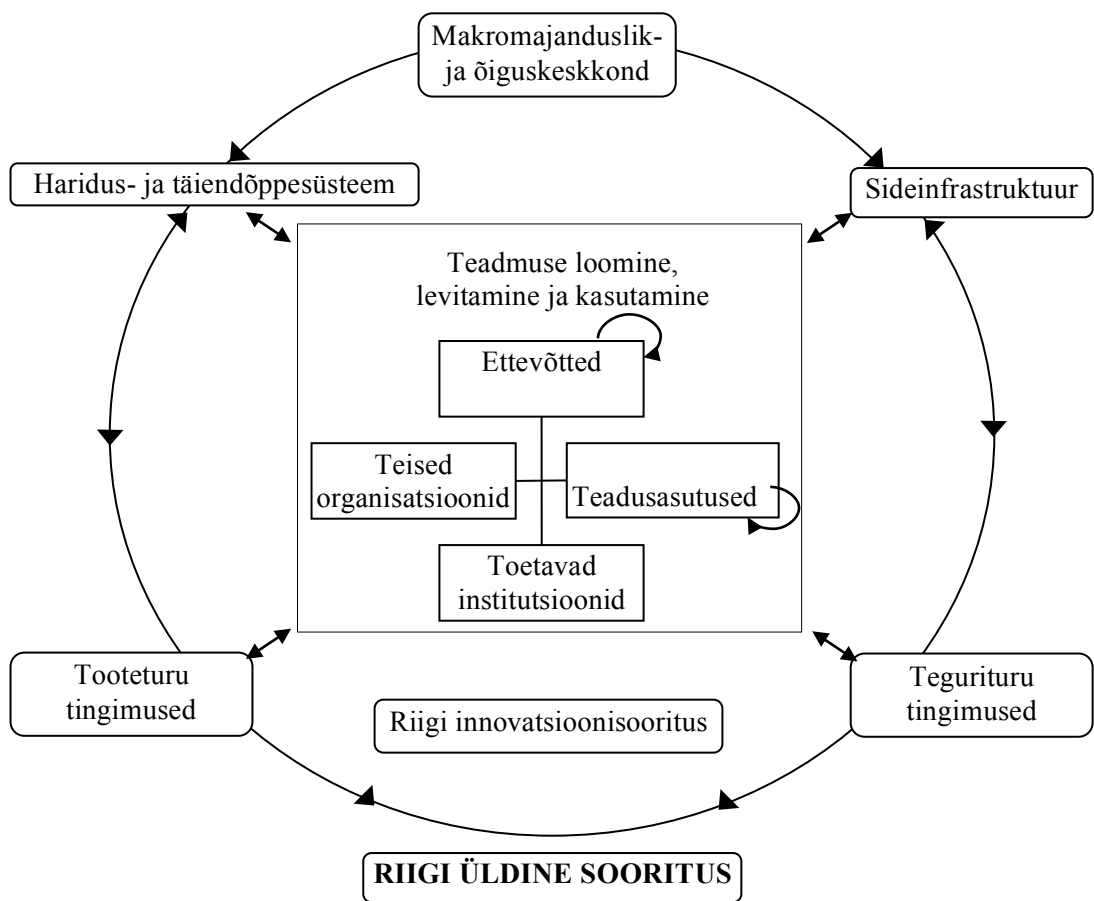 Makromajanduslik-
ja õiguskeskkond
Haridus- ja täiendõppesüsteem
Sideinfrastruktuur
Teadmuse loomine,
levitamine ja kasutamine
Ettevõtted
Teised
organisatsioonid
Teadusasutused
Toetavad
institutsioonid
Tooteturu
tingimused
Tegurituru
tingimused
Riigi innovatsioonisooritus
RIIGI ÜLDINE SOORITUS